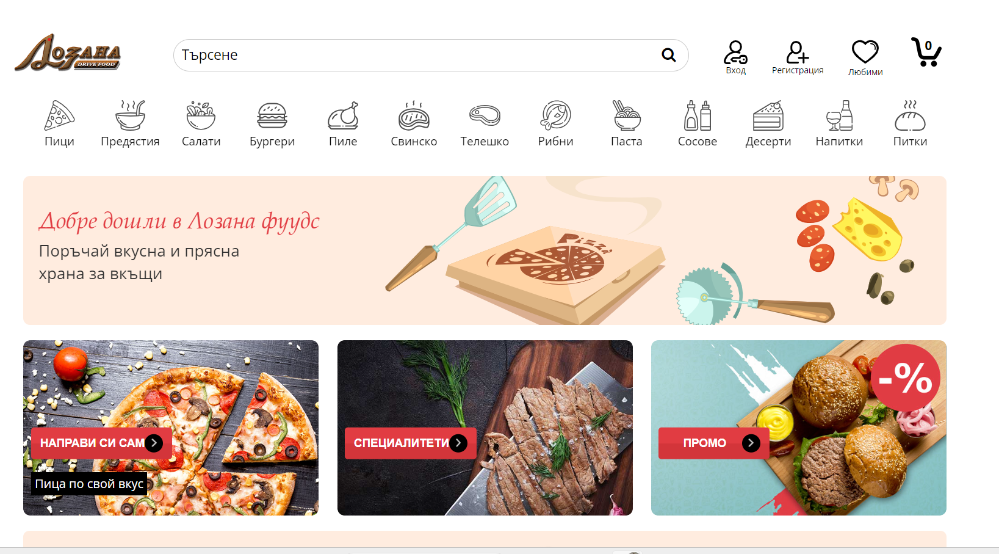 Лозана
DRIVE FOOD
Търсене
Вход
Регистрация
Любими
0
Пици
Предястия
Салати
Бургери
Пиле
Свинско
Телешко
Рибни
Паста
Сосове
Десерти
Напитки
Питки
Добре дошли в Лозана фуудс
Поръчай вкусна и прясна
храна за вкъщи
Pizza
НАПРАВИ СИ САМ
Пица по свой вкус
СПЕЦИАЛИТЕТИ
ПРОМО
-%